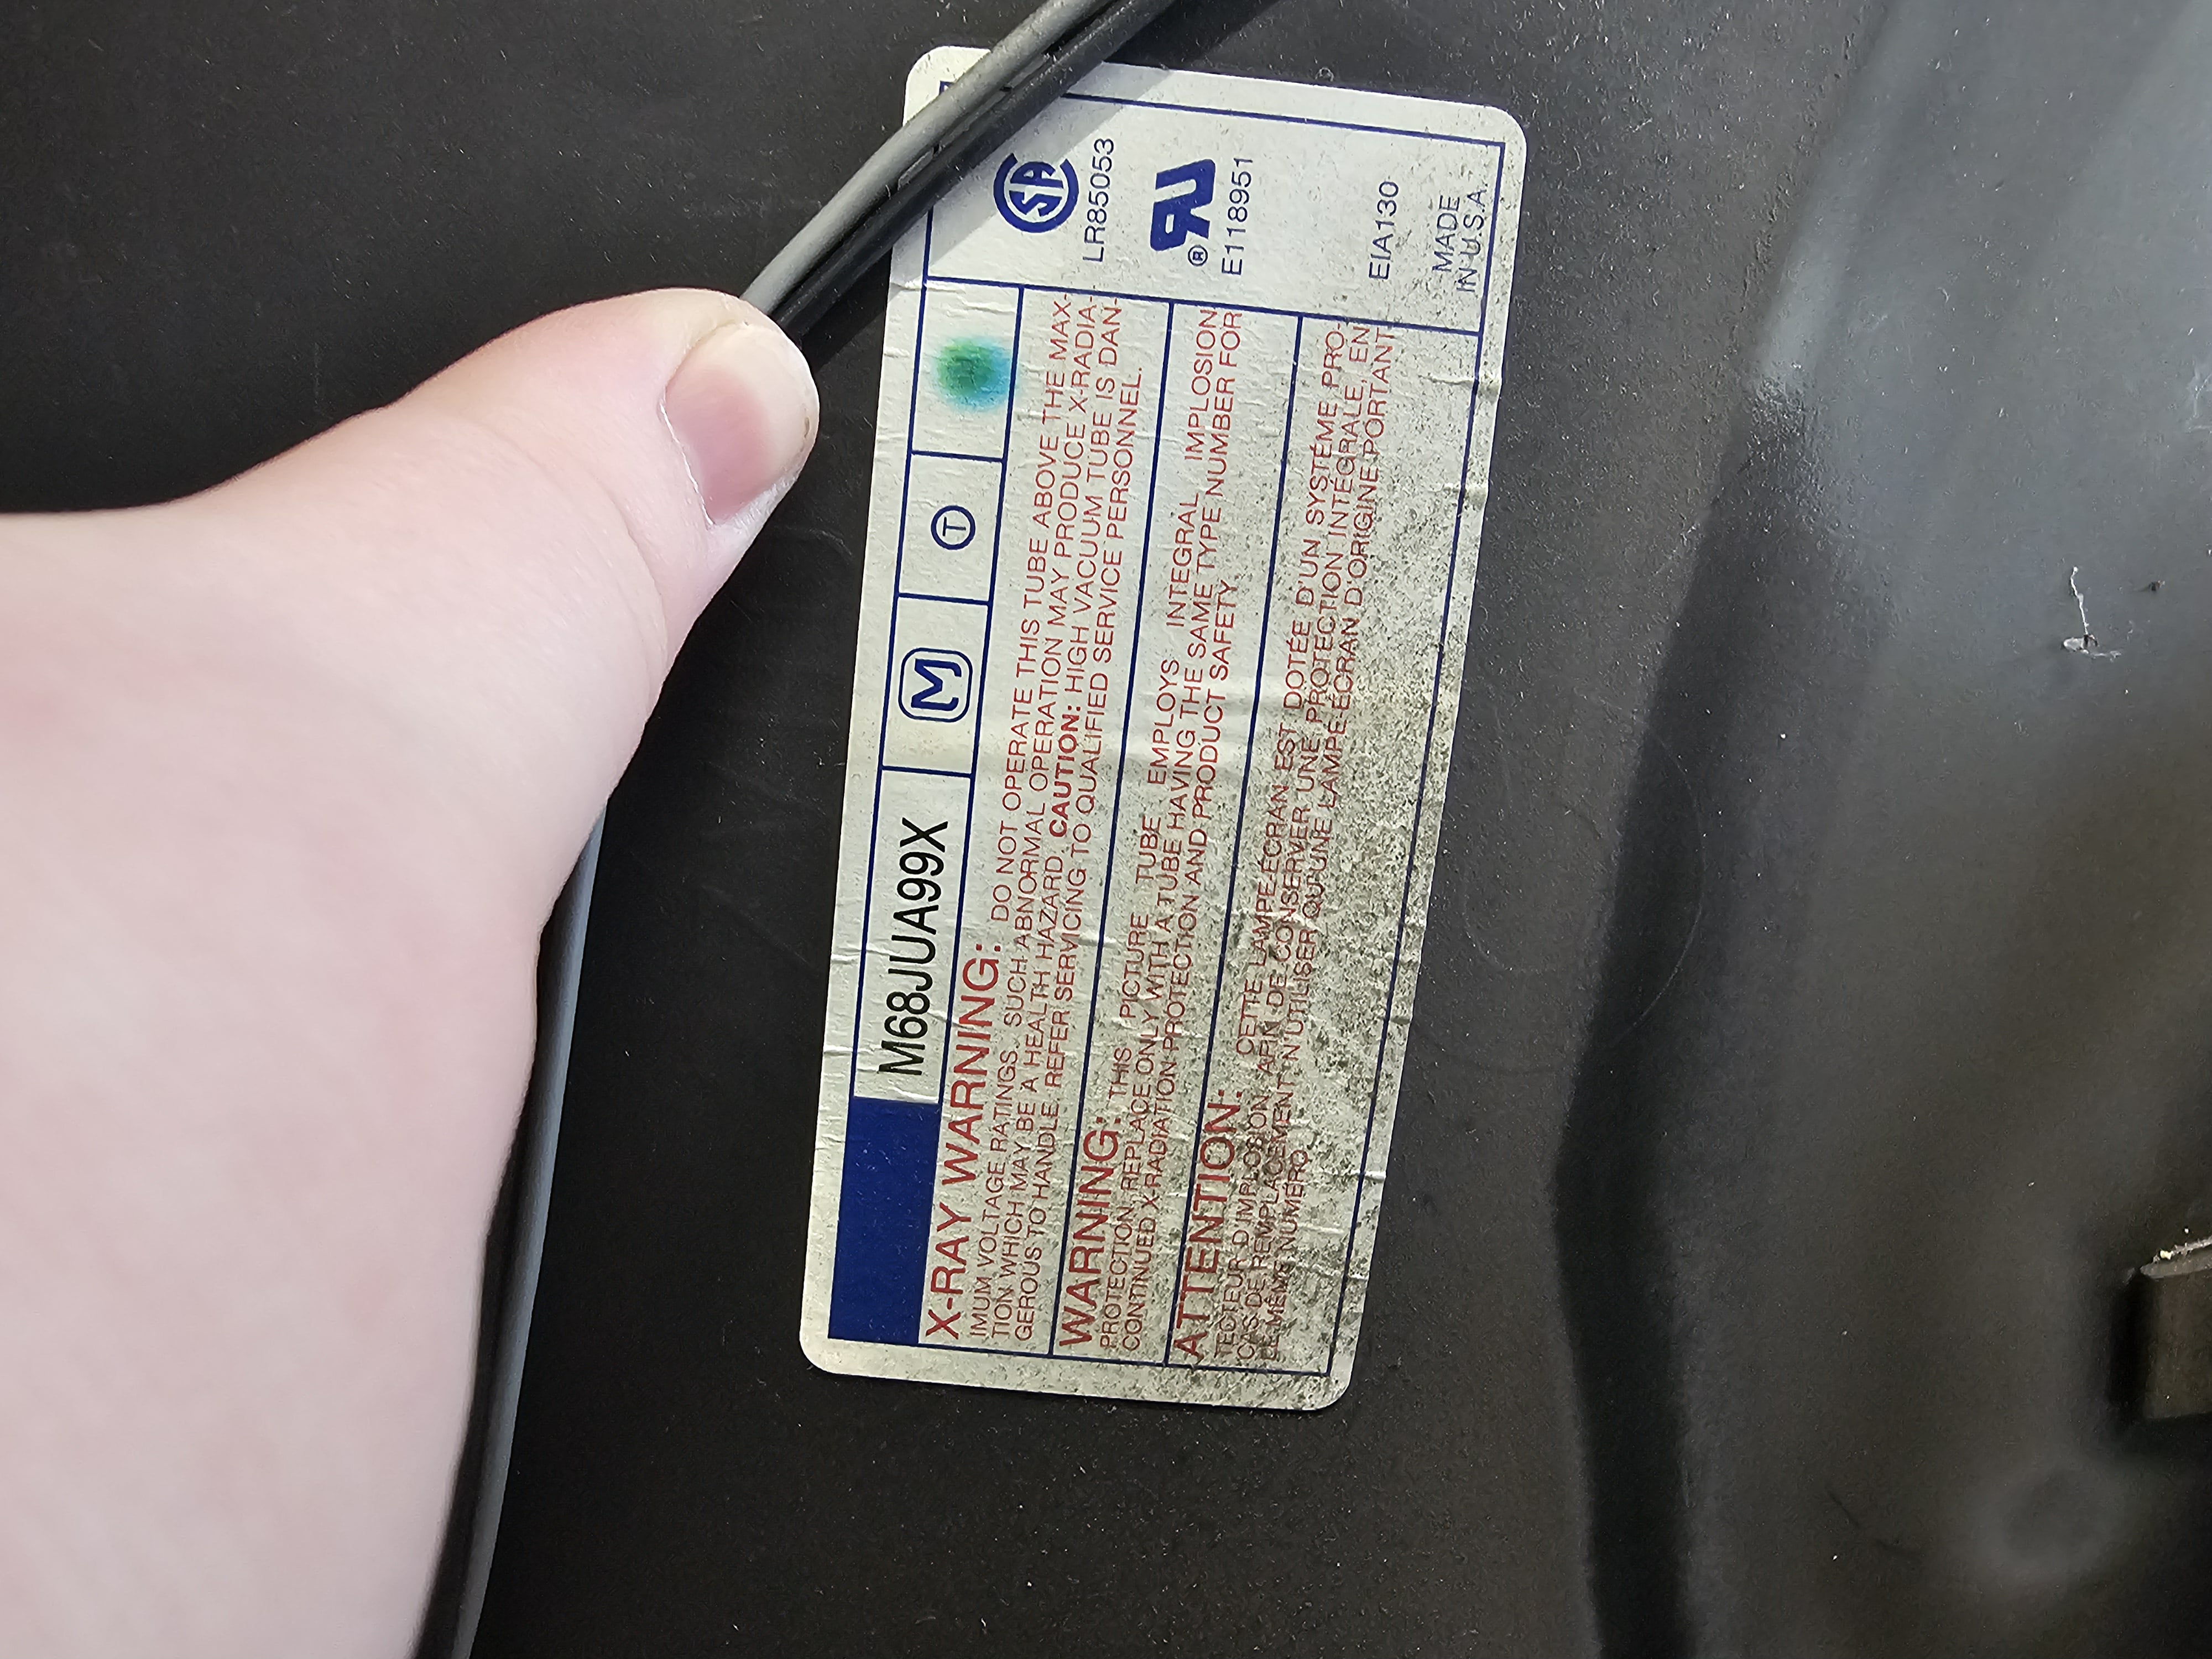 M68JUA99X
M
T
X-RAY WARNING: DO NOT OPERATE THIS TUBE ABOVE THE MAX-
IMUM VOLTAGE RATINGS. SUCH ABNORMAL OPERATION MAY PRODUCE X-RADIA-
TION WHICH MAY BE A HEALTH HAZARD. CAUTION: HIGH VACUUM TUBE IS DAN-
GEROUS TO HANDLE. REFER SERVICING TO QUALIFIED SERVICE PERSONNEL.
WARNING: THIS PICTURE TUBE EMPLOYS INTEGRAL IMPLOSION
PROTECTION. REPLACE ONLY WITH A TUBE HAVING THE SAME TYPE NUMBER FOR
CONTINUED X-RADIATION PROTECTION AND PRODUCT SAFETY
ATTENTION: CETTE LAMPE-ÉCRAN EST DOTÉE D'UN SYSTÉME PRO-
TECTEUR D'IMPLOSION. AFIN DE CONSERVER UNE PROTECTION INTÉGRALE, EN
CAS DE REMPLACEMENT N'UTILISER QU'UNE LAMPE-ÉCRAN D'ORIGINE PORTANT
LE MÊME NUMÉRO.
SA
LR85053
RU
®
E118951
EIA130
MADE
IN U.S.A.